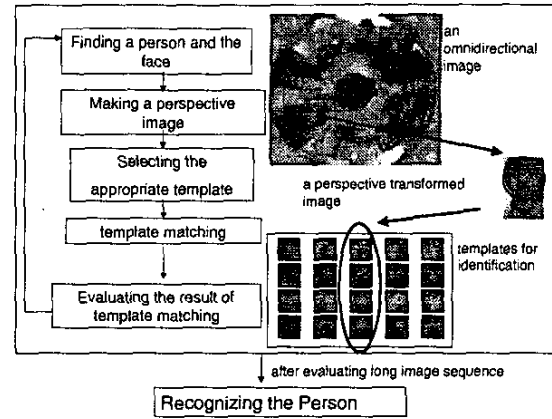 Finding a person and the
face
Making a perspective
image
Selecting the
appropriate template
template matching
Evaluating the result of
template matching
an
omnidirectional
image
a perspective transformed
image
templates for
identification
after evaluating long image sequence
Recognizing the Person